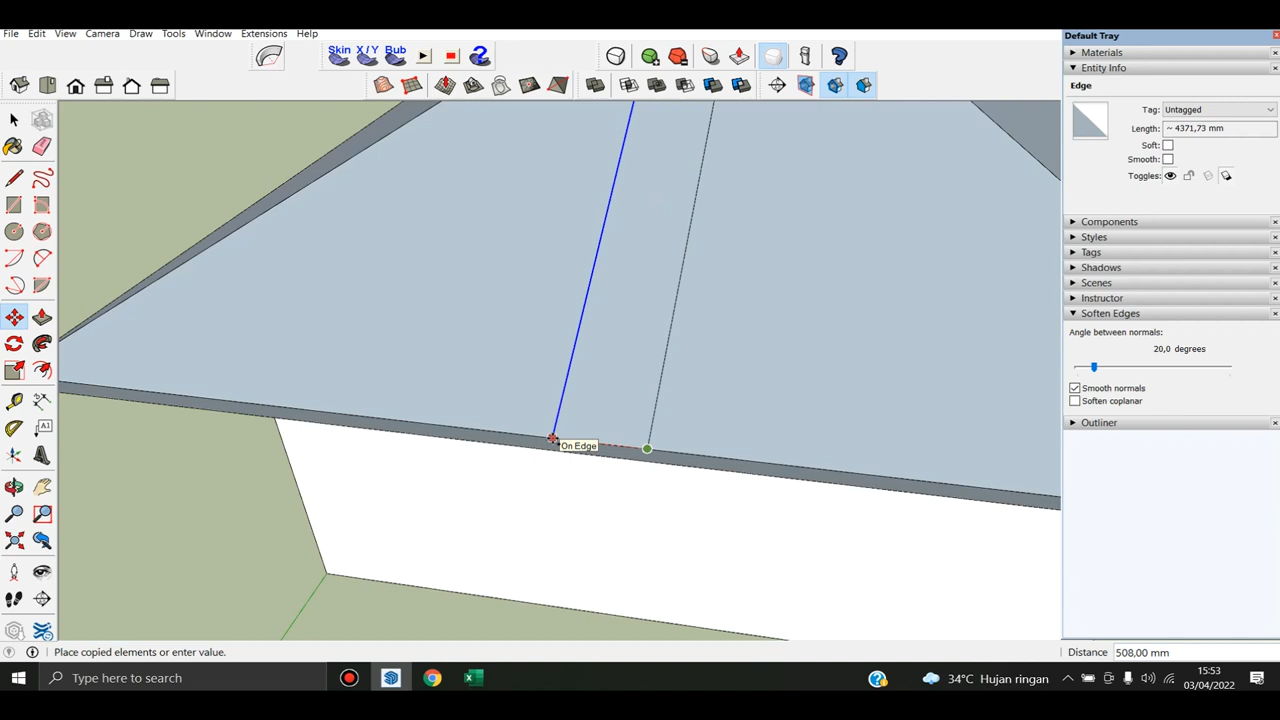 File Edit View Camera Draw Tools Window Extensions Help
Default Tray
Skin X/Y Bub
Materials
Entity Info
Edge
Tag: Untagged
Length: ~ 4371,73 mm
Soft:
Smooth:
Toggles:
Components
Styles
Tags
Shadows
Scenes
Instructor
Soften Edges
Angle between normals:
20,0 degrees
Smooth normals
Soften coplanar
Outliner
A1
On Edge
Place copied elements or enter value.
Distance 508,00 mm
Type here to search
34°C Hujan ringan
15:53
03/04/2022